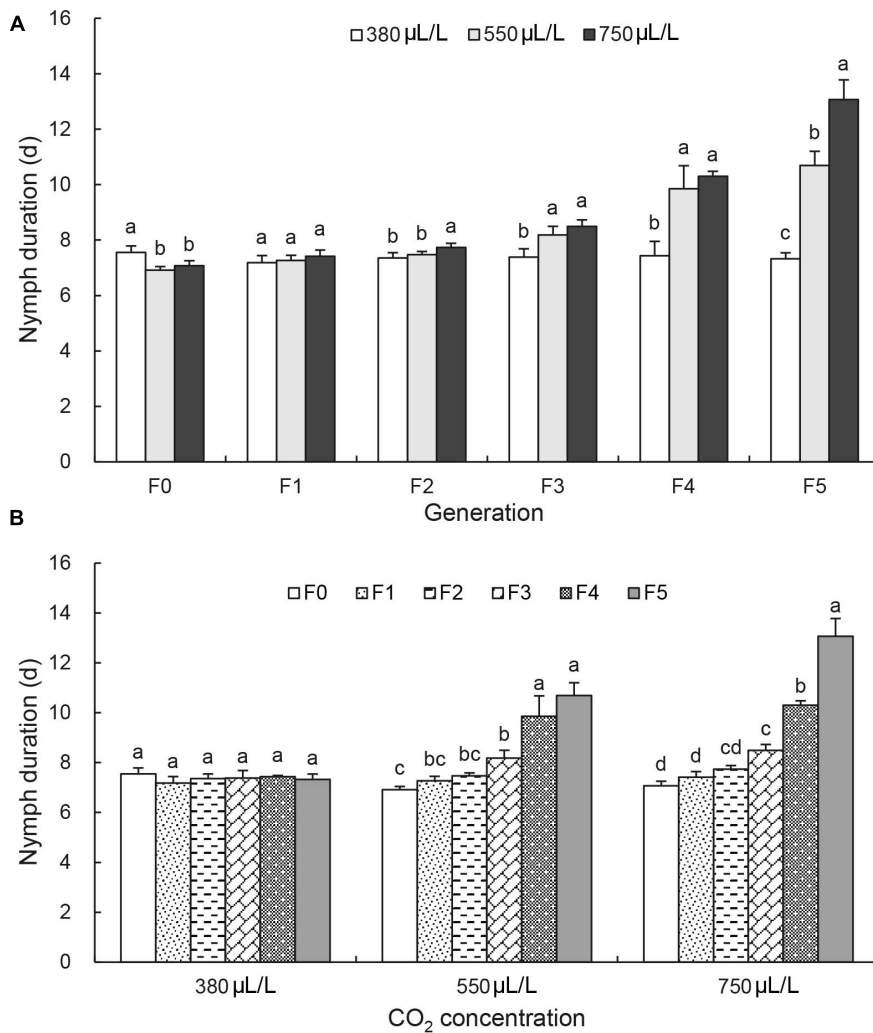 A
16
14
12
10
8
6
4
2
0
Nymph duration (d)
380 µL/L 550 µL/L 750 µL/L
a b b a a a b b a b a a b a a c b a
F0 F1 F2 F3 F4 F5
Generation
B
16
14
12
10
8
6
4
2
0
Nymph duration (d)
F0 F1 F2 F3 F4 F5
a a a a a a c bc bc b a a d d cd c b a
380 µL/L 550 µL/L 750 µL/L
CO₂ concentration